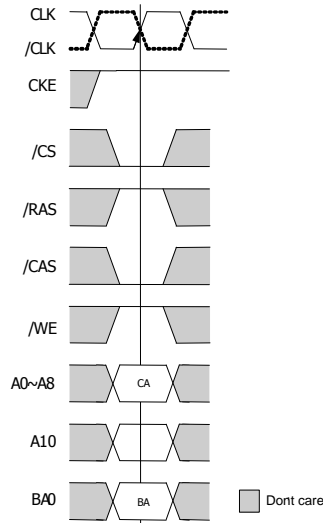 CLK
/CLK
CKE
/CS
/RAS
/CAS
/WE
A0~A8
CA
A10
BA0
BA
Dont care